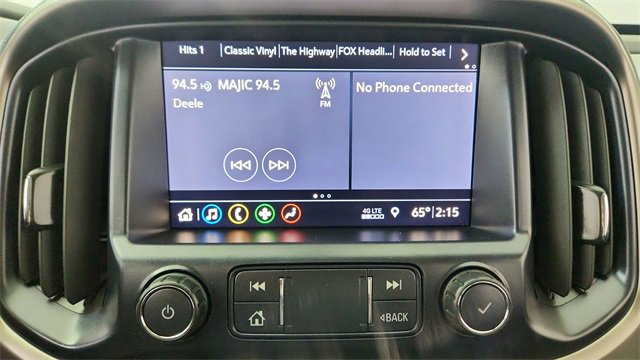 Hits 1 Classic Vinyl The Highway FOX Headli... Hold to Set
94.5 HD MAJIC 94.5
Deele
FM
No Phone Connected
4G LTE 65° 2:15
BACK